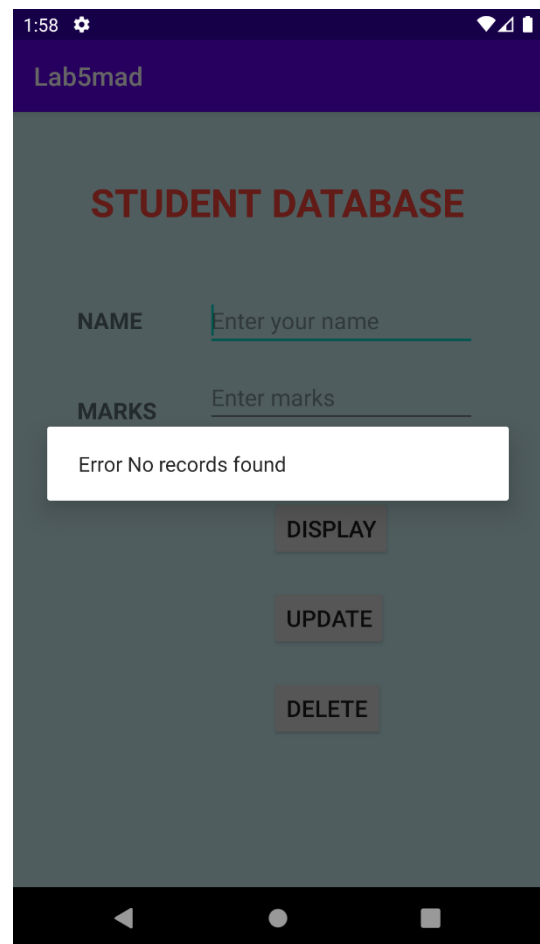 1:58
Lab5mad
STUDENT DATABASE
NAME Enter your name
MARKS Enter marks
Error No records found
DISPLAY
UPDATE
DELETE